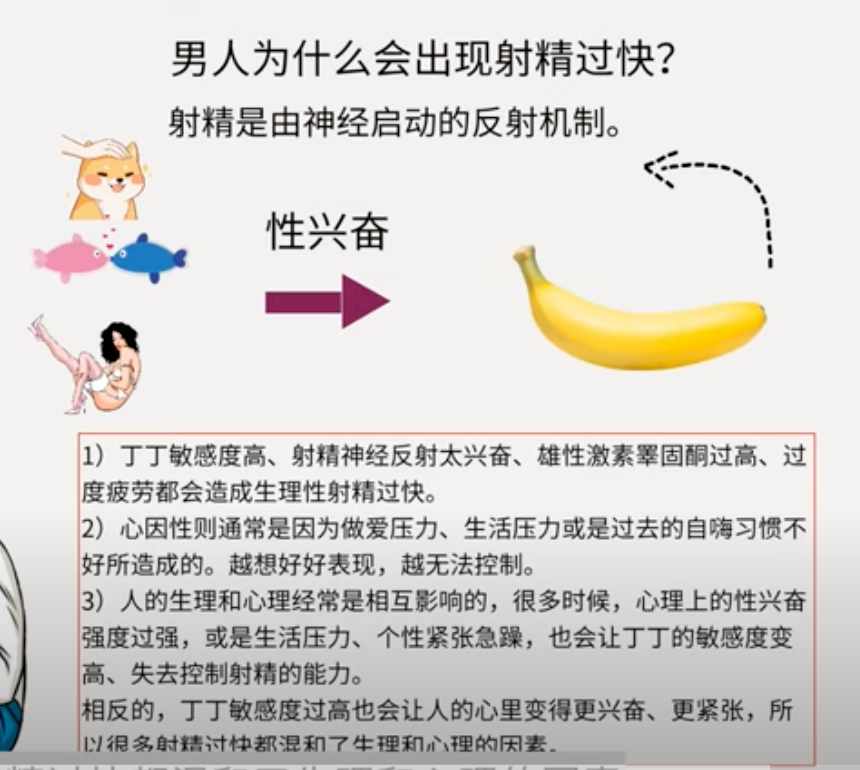 男人为什么会出现射精过快？
射精是由神经启动的反射机制。
性兴奋
1）丁丁敏感度高、射精神经反射太兴奋、雄性激素睾固酮过高、过
度疲劳都会造成生理性射精过快。
2）心因性则通常是因为做爱压力、生活压力或是过去的自嗨习惯不
好所造成的。越想好好表现，越无法控制。
3）人的生理和心理经常是相互影响的，很多时候，心理上的性兴奋
强度过强，或是生活压力、个性紧张急躁，也会让丁丁的敏感度变
高、失去控制射精的能力。
相反的，丁丁敏感度过高也会让人的心里变得更兴奋、更紧张，所
以很多射精过快都混和了生理和心理的因素。